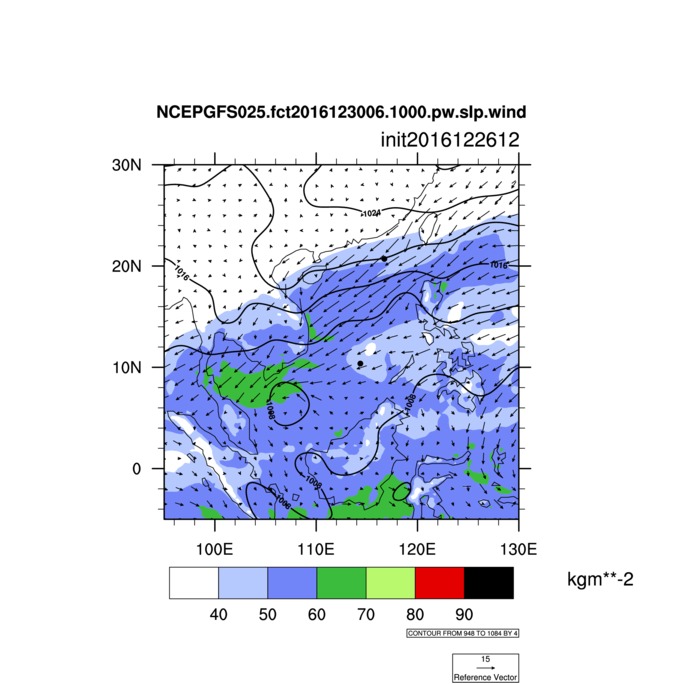 NCEPGFS025.fct2016123006.1000.pw.slp.wind
init2016122612
30N
20N
10N
0
1024
1016
1016
1008
1008
1008
1008
100E
110E
120E
130E
kgm**-2
40 50 60 70 80 90
CONTOUR FROM 948 TO 1084 BY 4
15
Reference Vector